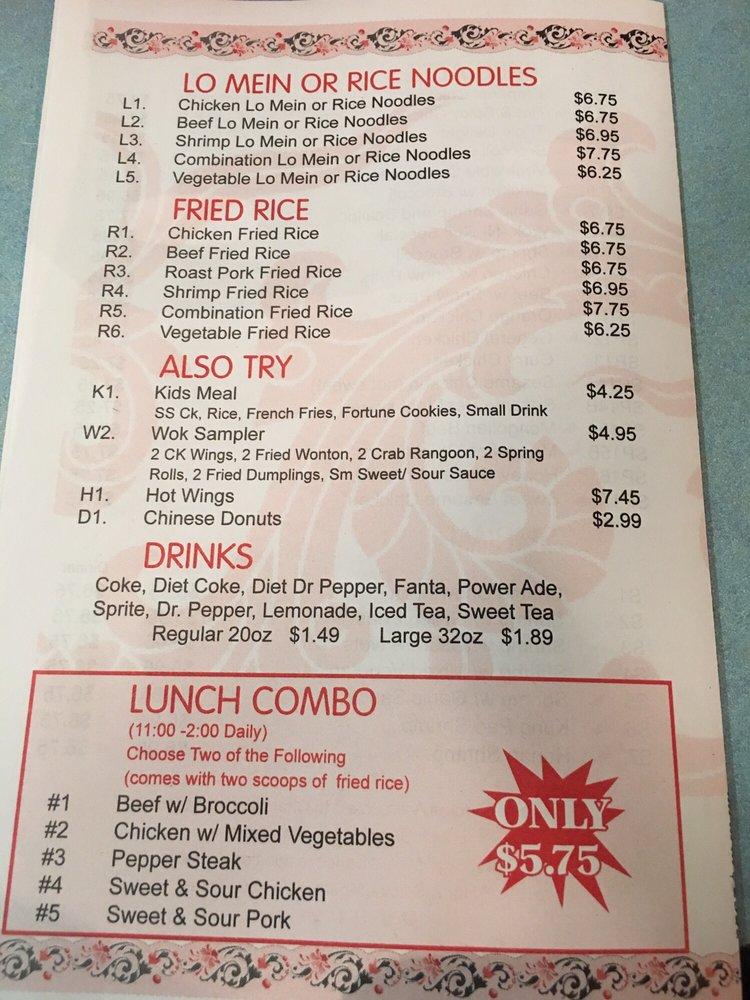 LO MEIN OR RICE NOODLES
L1. Chicken Lo Mein or Rice Noodles $6.75
L2. Beef Lo Mein or Rice Noodles $6.75
L3. Shrimp Lo Mein or Rice Noodles $6.95
L4. Combination Lo Mein or Rice Noodles $7.75
L5. Vegetable Lo Mein or Rice Noodles $6.25
FRIED RICE
R1. Chicken Fried Rice $6.75
R2. Beef Fried Rice $6.75
R3. Roast Pork Fried Rice $6.75
R4. Shrimp Fried Rice $6.95
R5. Combination Fried Rice $7.75
R6. Vegetable Fried Rice $6.25
ALSO TRY
K1. Kids Meal $4.25
SS Ck, Rice, French Fries, Fortune Cookies, Small Drink
W2. Wok Sampler $4.95
2 CK Wings, 2 Fried Wonton, 2 Crab Rangoon, 2 Spring
Rolls, 2 Fried Dumplings, Sm Sweet/ Sour Sauce
H1. Hot Wings $7.45
D1. Chinese Donuts $2.99
DRINKS
Coke, Diet Coke, Diet Dr Pepper, Fanta, Power Ade,
Sprite, Dr. Pepper, Lemonade, Iced Tea, Sweet Tea
Regular 20oz $1.49 Large 32oz $1.89
LUNCH COMBO
(11:00 -2:00 Daily)
Choose Two of the Following
(comes with two scoops of fried rice)
#1 Beef w/ Broccoli
#2 Chicken w/ Mixed Vegetables
#3 Pepper Steak
#4 Sweet & Sour Chicken
#5 Sweet & Sour Pork
ONLY
$5.75